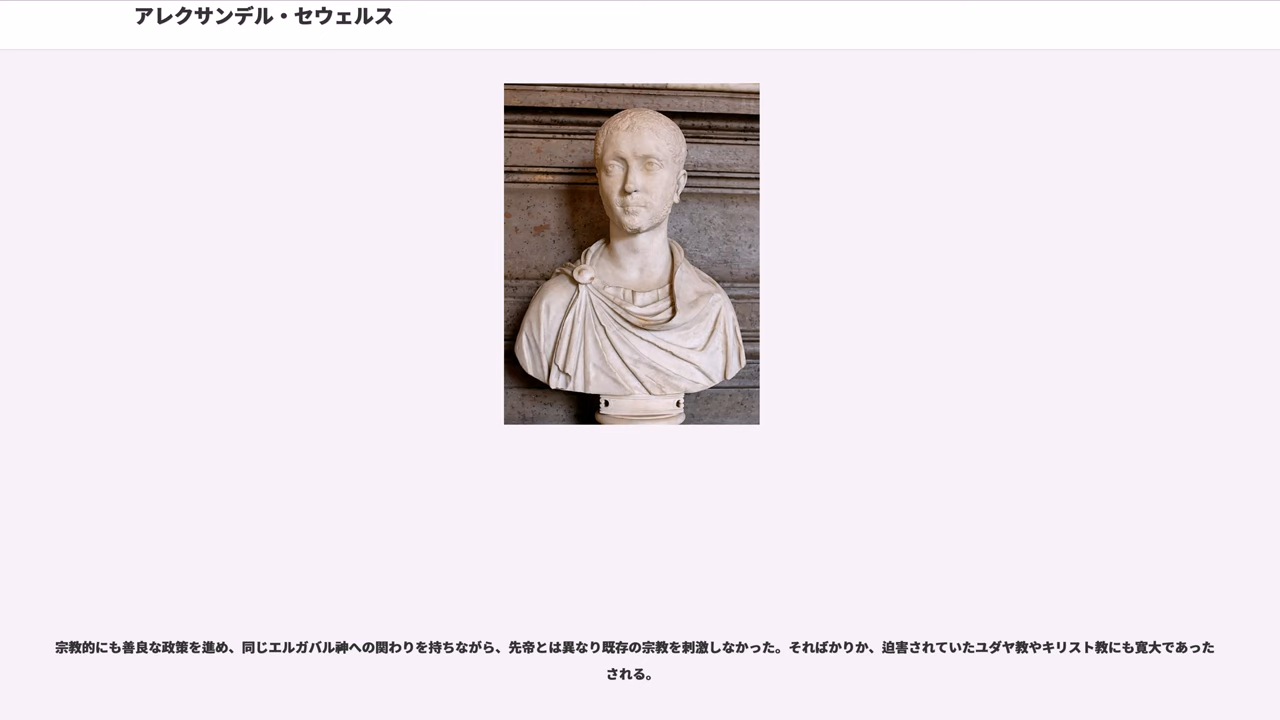 アレクサンデル・セウェルス
宗教的にも善良な政策を進め、同じエルガバル神への関わりを持ちながら、先帝とは異なり既存の宗教を刺激しなかった。そればかりか、迫害されていたユダヤ教やキリスト教にも寛大であった
される。